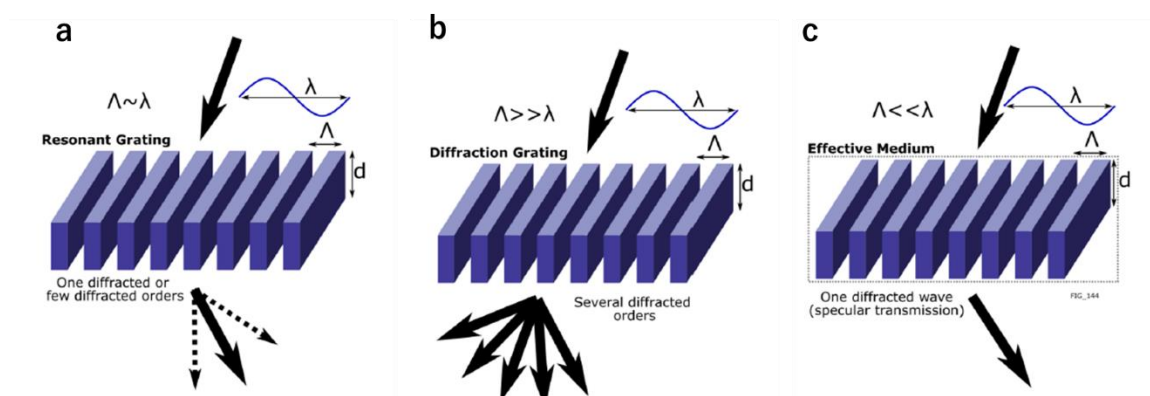 a
Λ~λ
λ
Resonant Grating
Λ
d
One diffracted or
few diffracted orders
b
Λ>>λ
λ
Diffraction Grating
Λ
d
Several diffracted
orders
c
Λ<<λ
λ
Effective Medium
Λ
d
One diffracted wave
(specular transmission)
FIG_144